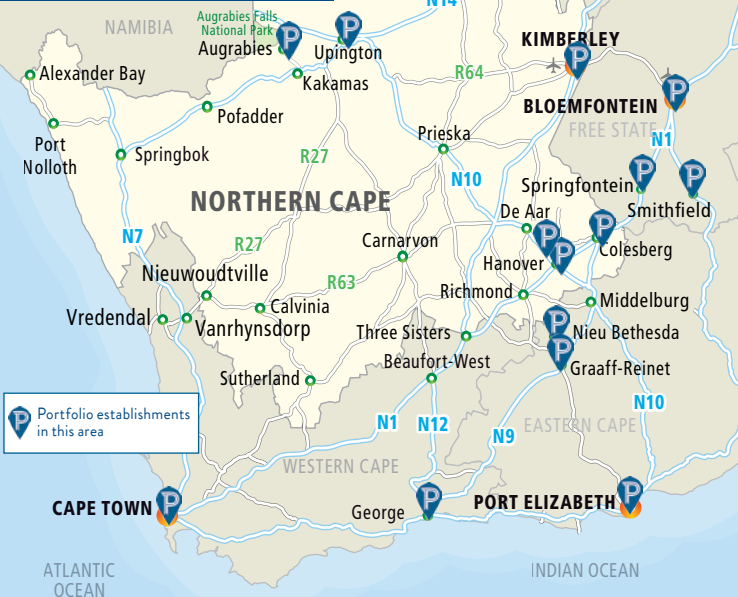 N14
NAMIBIA
Augrabies Falls
National Park
Augrabies
Upington
KIMBERLEY
Alexander Bay
Kakamas
R64
BLOEMFONTEIN
Pofadder
FREE STATE
Port
Nolloth
Springbok
Prieska
N1
R27
N10
Springfontein
NORTHERN CAPE
De Aar
Smithfield
N7
R27
Carnarvon
Colesberg
Hanover
Nieuwoudtville
R63
Richmond
Middelburg
Calvinia
Vredendal
Vanrhynsdorp
Three Sisters
Nieu Bethesda
Beaufort-West
Graaff-Reinet
Sutherland
N10
Portfolio establishments
in this area
N1
N12
N9
EASTERN CAPE
WESTERN CAPE
CAPE TOWN
George
PORT ELIZABETH
ATLANTIC
OCEAN
INDIAN OCEAN